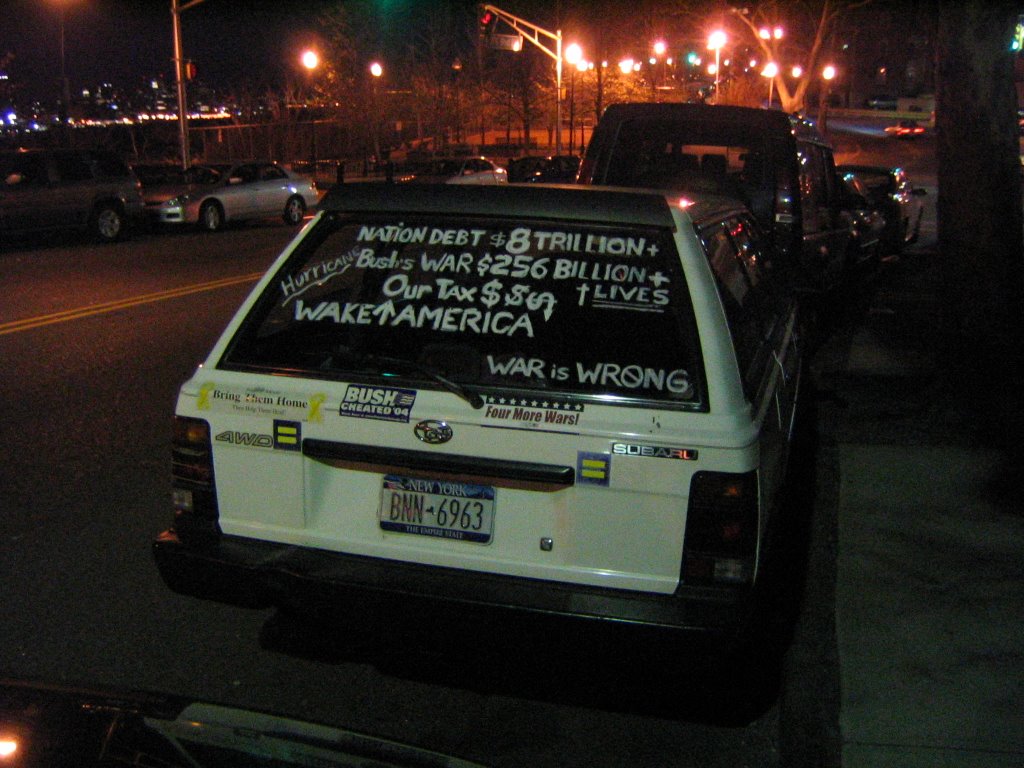 NATION DEBT $8 TRILLION+
Hurricane Bush's WAR $256 BILLION +
OUR TAX $$$ † LIVES
WAKE↑AMERICA
WAR is WRONG
Bring Them Home
BUSH
CHEATED '04
Four More Wars!
4WD
SUBARU
NEW YORK
BNN 6963
THE EMPIRE STATE